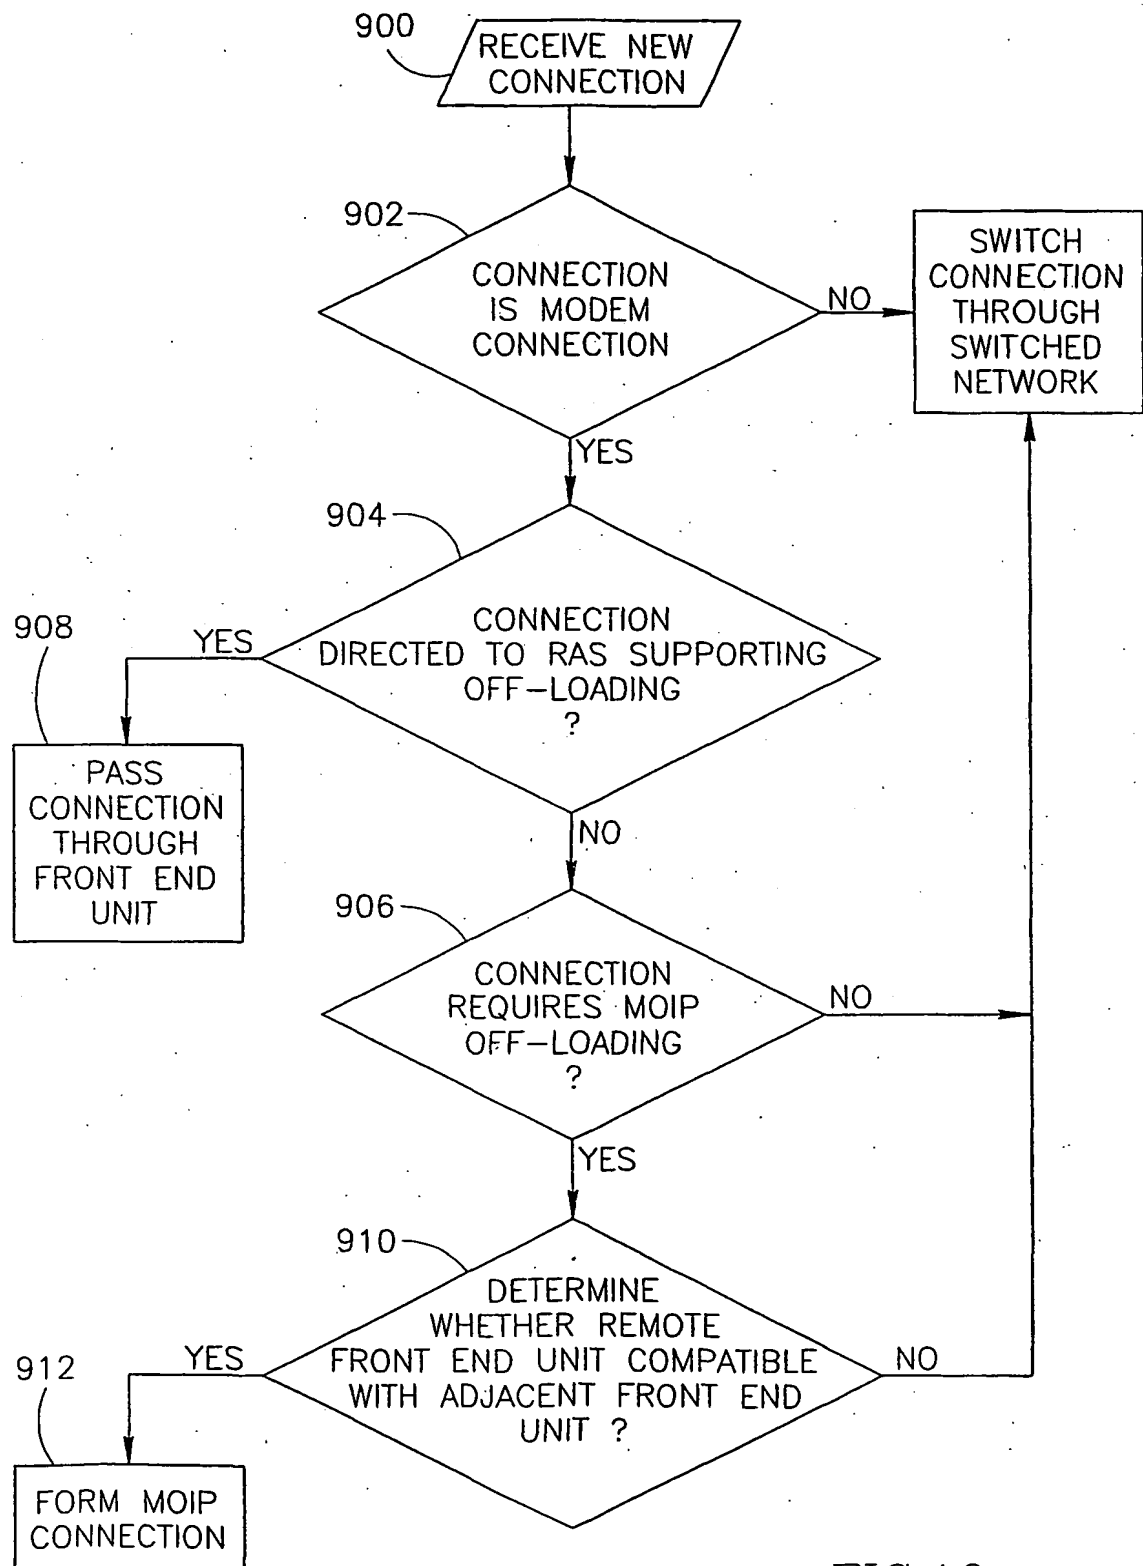 900
RECEIVE NEW
CONNECTION
902
CONNECTION
IS MODEM
CONNECTION
NO
SWITCH
CONNECTION
THROUGH
SWITCHED
NETWORK
YES
904
CONNECTION
DIRECTED TO RAS SUPPORTING
OFF-LOADING
?
YES
908
PASS
CONNECTION
THROUGH
FRONT END
UNIT
NO
906
CONNECTION
REQUIRES MOIP
OFF-LOADING
?
NO
YES
910
DETERMINE
WHETHER REMOTE
FRONT END UNIT COMPATIBLE
WITH ADJACENT FRONT END
UNIT ?
YES
NO
912
FORM MOIP
CONNECTION